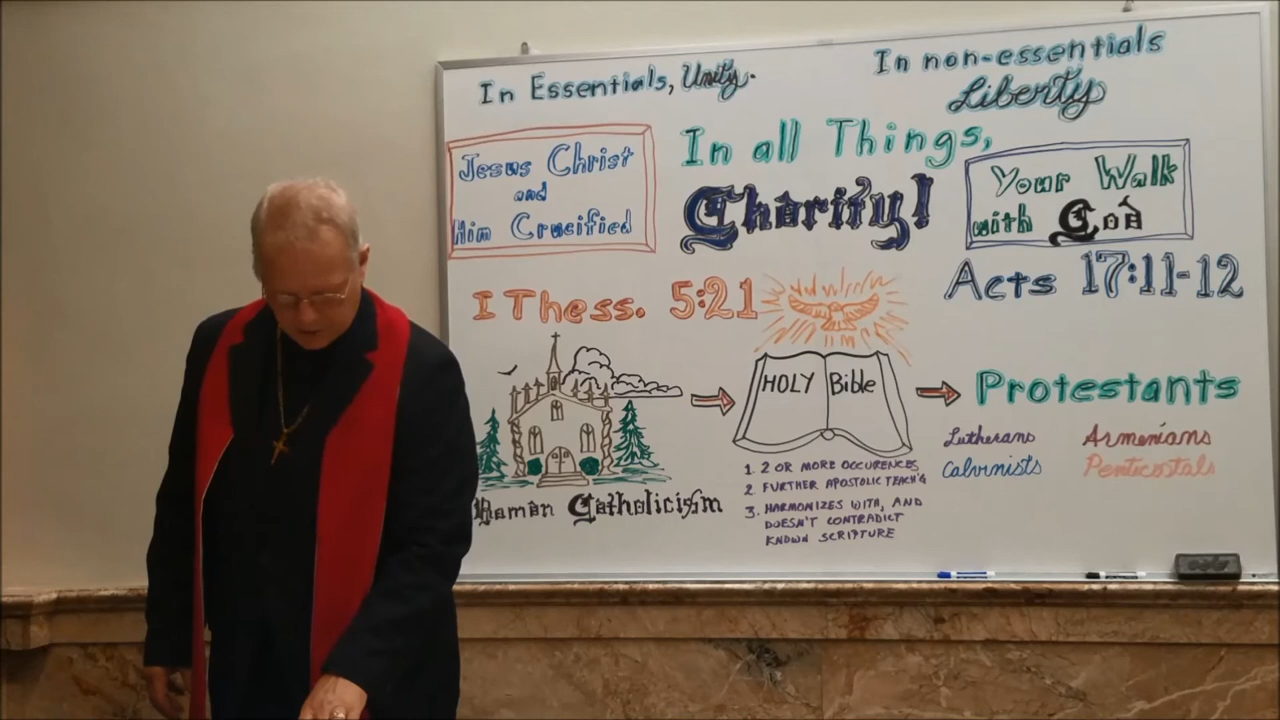 In Essentials, Unity.
In non-essentials
Liberty
In all Things,
Charity!
Jesus Christ
and
Him Crucified
Your Walk
with God
Acts 17:11-12
I Thess. 5:21
HOLY Bible
Protestants
Lutherans
Armenians
Calvinists
Pentecostals
Roman Catholicism
1. 2 OR MORE OCCURENCES
2. FURTHER APOSTOLIC TEACH'G
3. HARMONIZES WITH, AND
DOESN'T CONTRADICT
KNOWN SCRIPTURE